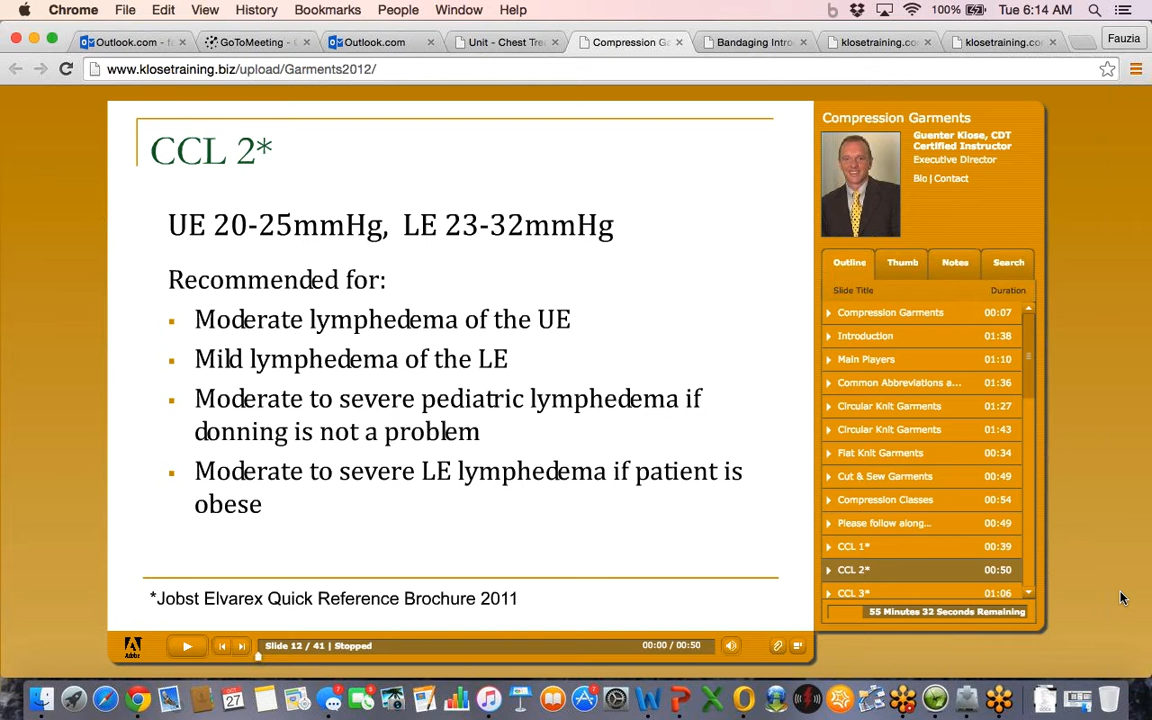 Chrome File Edit View History Bookmarks People Window Help 100% Tue 6:14 AM
Outlook.com - f GoToMeeting - L Outlook.com Unit - Chest Trea Compression Ga Bandaging Intro klosetraining.co klosetraining.co Fauzia
www.klosetraining.biz/upload/Garments2012/
CCL 2*
UE 20-25mmHg, LE 23-32mmHg
Recommended for:
Moderate lymphedema of the UE
Mild lymphedema of the LE
Moderate to severe pediatric lymphedema if
donning is not a problem
Moderate to severe LE lymphedema if patient is
obese
*Jobst Elvarex Quick Reference Brochure 2011
Adobe
Slide 12 / 41 | Stopped 00:00 / 00:50
Compression Garments
Guenter Klose, CDT
Certified Instructor
Executive Director
Bio | Contact
Outline Thumb Notes Search
Slide Title Duration
Compression Garments 00:07
Introduction 01:38
Main Players 01:10
Common Abbreviations a... 01:36
Circular Knit Garments 01:27
Circular Knit Garments 01:43
Flat Knit Garments 00:34
Cut & Sew Garments 00:49
Compression Classes 00:54
Please follow along... 00:49
CCL 1* 00:39
CCL 2* 00:50
CCL 3* 01:06
55 Minutes 32 Seconds Remaining
OCT
27